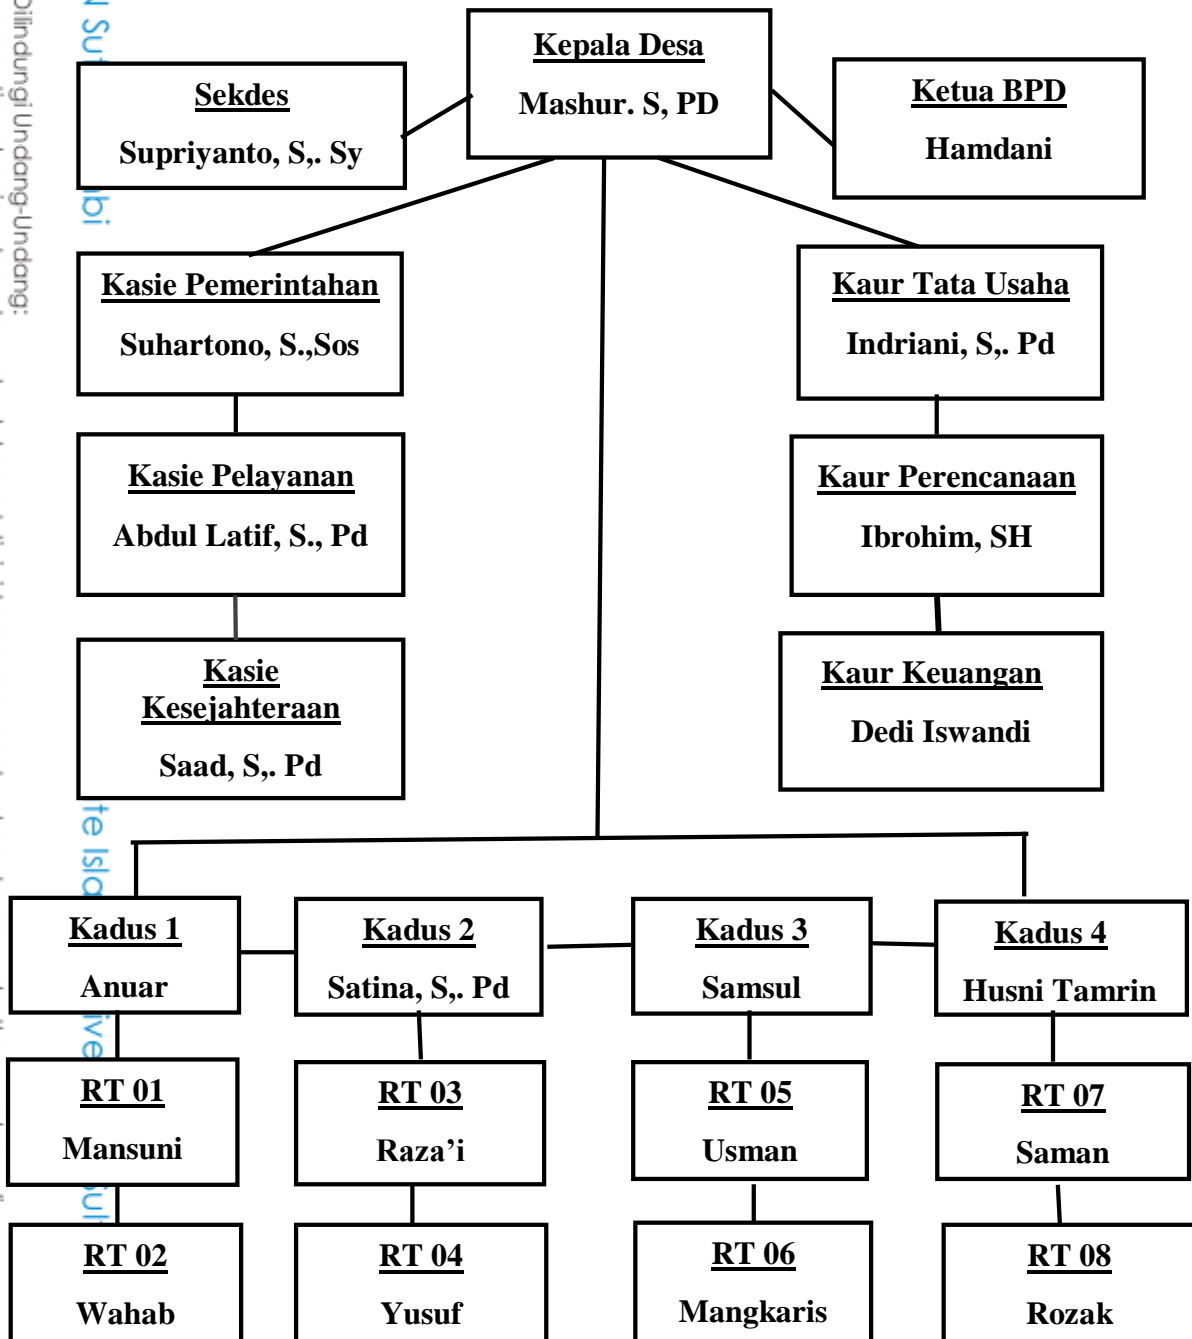 Kepala Desa
Mashur. S, PD
Sekdes
Supriyanto, S,. Sy
Ketua BPD
Hamdani
Kasie Pemerintahan
Suhartono, S.,Sos
Kaur Tata Usaha
Indriani, S,. Pd
Kasie Pelayanan
Abdul Latif, S., Pd
Kaur Perencanaan
Ibrohim, SH
Kasie
Kesejahteraan
Saad, S,. Pd
Kaur Keuangan
Dedi Iswandi
Kadus 1
Anuar
Kadus 2
Satina, S,. Pd
Kadus 3
Samsul
Kadus 4
Husni Tamrin
RT 01
Mansuni
RT 03
Raza’i
RT 05
Usman
RT 07
Saman
RT 02
Wahab
RT 04
Yusuf
RT 06
Mangkaris
RT 08
Rozak
Dilindungi Undang-Undang: